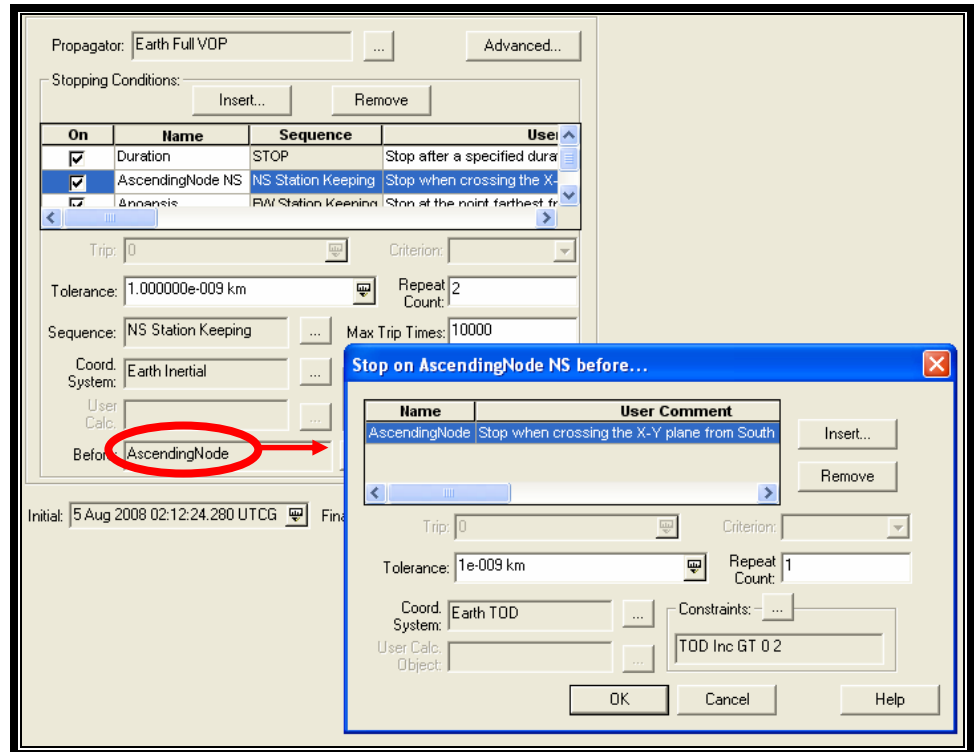 Propagator: Earth Full VOP ... Advanced...
Stopping Conditions:
Insert... Remove
On Name Sequence User
Duration STOP Stop after a specified dura
AscendingNode NS NS Station Keeping Stop when crossing the X-
Apoapsis EW Station Keeping Stop at the point farthest fr
Trip: 0 Criterion:
Tolerance: 1.000000e-009 km Repeat Count: 2
Sequence: NS Station Keeping ... Max Trip Times: 10000
Coord. System: Earth Inertial ...
User Calc. ...
Before: AscendingNode
Initial: 5 Aug 2008 02:12:24.280 UTCG Fina
Stop on AscendingNode NS before...
Name User Comment
AscendingNode Stop when crossing the X-Y plane from South
Insert...
Remove
Trip: 0 Criterion:
Tolerance: 1e-009 km Repeat Count: 1
Coord. System: Earth TOD ... Constraints: ...
User Calc. Object: ... TOD Inc GT 0 2
OK Cancel Help